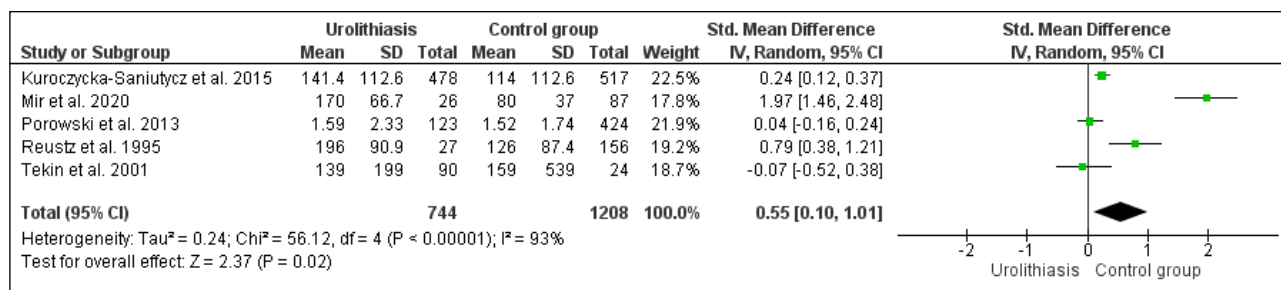 Urolithiasis Control group Std. Mean Difference Std. Mean Difference
Study or Subgroup Mean SD Total Mean SD Total Weight IV, Random, 95% CI IV, Random, 95% CI
Kuroczycka-Saniutycz et al. 2015 141.4 112.6 478 114 112.6 517 22.5% 0.24 [0.12, 0.37]
Mir et al. 2020 170 66.7 26 80 37 87 17.8% 1.97 [1.46, 2.48]
Porowski et al. 2013 1.59 2.33 123 1.52 1.74 424 21.9% 0.04 [-0.16, 0.24]
Reustz et al. 1995 196 90.9 27 126 87.4 156 19.2% 0.79 [0.38, 1.21]
Tekin et al. 2001 139 199 90 159 539 24 18.7% -0.07 [-0.52, 0.38]
Total (95% CI) 744 1208 100.0% 0.55 [0.10, 1.01]
Heterogeneity: Tau² = 0.24; Chi² = 56.12, df = 4 (P < 0.00001); I² = 93%
Test for overall effect: Z = 2.37 (P = 0.02)
-2 -1 0 1 2
Urolithiasis Control group